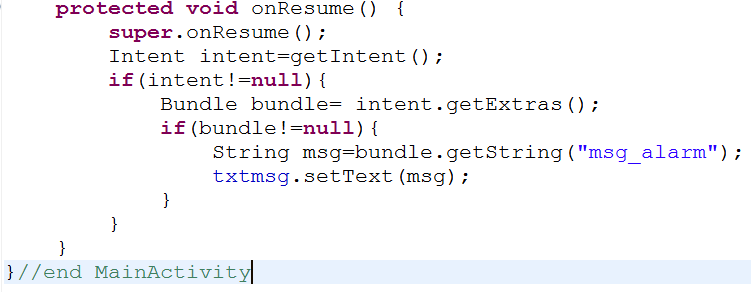 protected void onResume() {
super.onResume();
Intent intent=getIntent();
if(intent!=null){
Bundle bundle= intent.getExtras();
if(bundle!=null){
String msg=bundle.getString("msg_alarm");
txtmsg.setText(msg);
}
}
}
}//end MainActivity